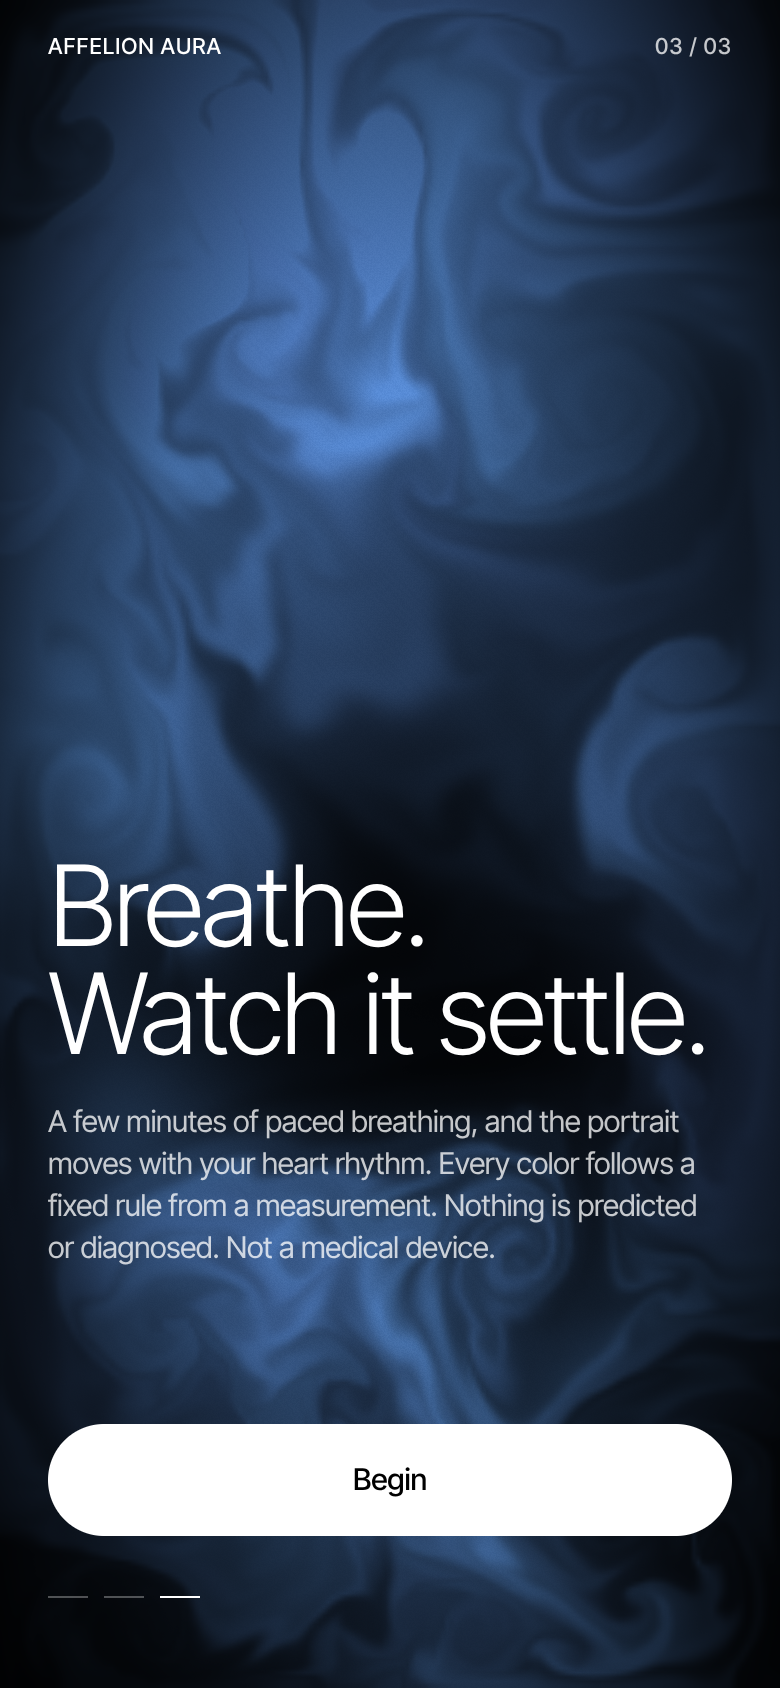 AFFELION AURA
03 / 03
Breathe.
Watch it settle.
A few minutes of paced breathing, and the portrait
moves with your heart rhythm. Every color follows a
fixed rule from a measurement. Nothing is predicted
or diagnosed. Not a medical device.
Begin